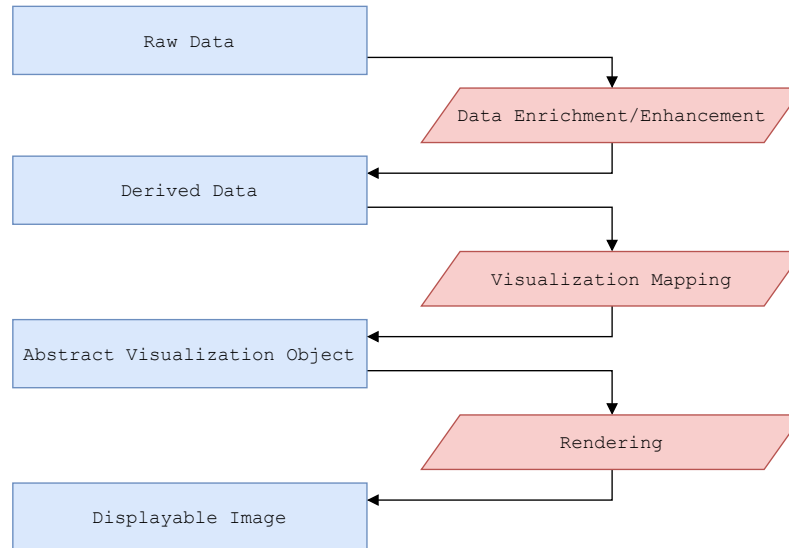 Raw Data
Data Enrichment/Enhancement
Derived Data
Visualization Mapping
Abstract Visualization Object
Rendering
Displayable Image